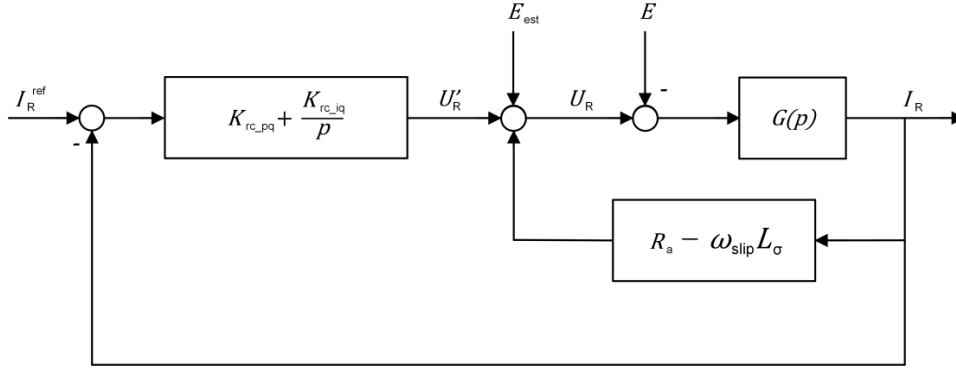 E_est
E
I_R^ref
K_rc_pq + K_rc_iq/p
U'_R
U_R
-
G(p)
I_R
-
R_a − ω_slip L_σ